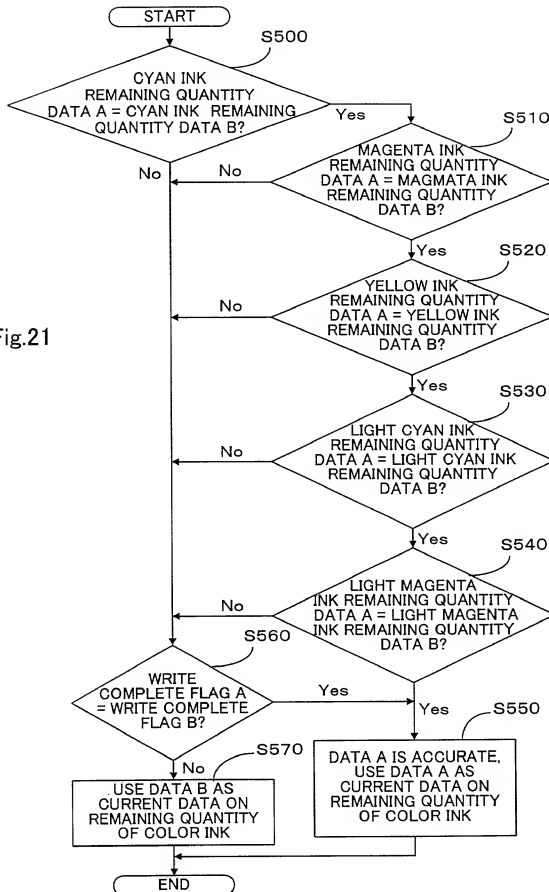 START
S500
CYAN INK
REMAINING QUANTITY
DATA A = CYAN INK REMAINING
QUANTITY DATA B?
Yes
No
S510
MAGENTA INK
REMAINING QUANTITY
DATA A = MAGMATA INK
REMAINING QUANTITY
DATA B?
No
Yes
S520
YELLOW INK
REMAINING QUANTITY
DATA A = YELLOW INK
REMAINING QUANTITY
DATA B?
No
Yes
Fig.21
S530
LIGHT CYAN INK
REMAINING QUANTITY
DATA A = LIGHT CYAN INK
REMAINING QUANTITY
DATA B?
No
Yes
S540
LIGHT MAGENTA
INK REMAINING QUANTITY
DATA A = LIGHT MAGENTA
INK REMAINING QUANTITY
DATA B?
No
Yes
S560
WRITE
COMPLETE FLAG A
= WRITE COMPLETE
FLAG B?
Yes
No
S550
DATA A IS ACCURATE,
USE DATA A AS
CURRENT DATA ON
REMAINING QUANTITY
OF COLOR INK
S570
USE DATA B AS
CURRENT DATA ON
REMAINING QUANTITY
OF COLOR INK
END